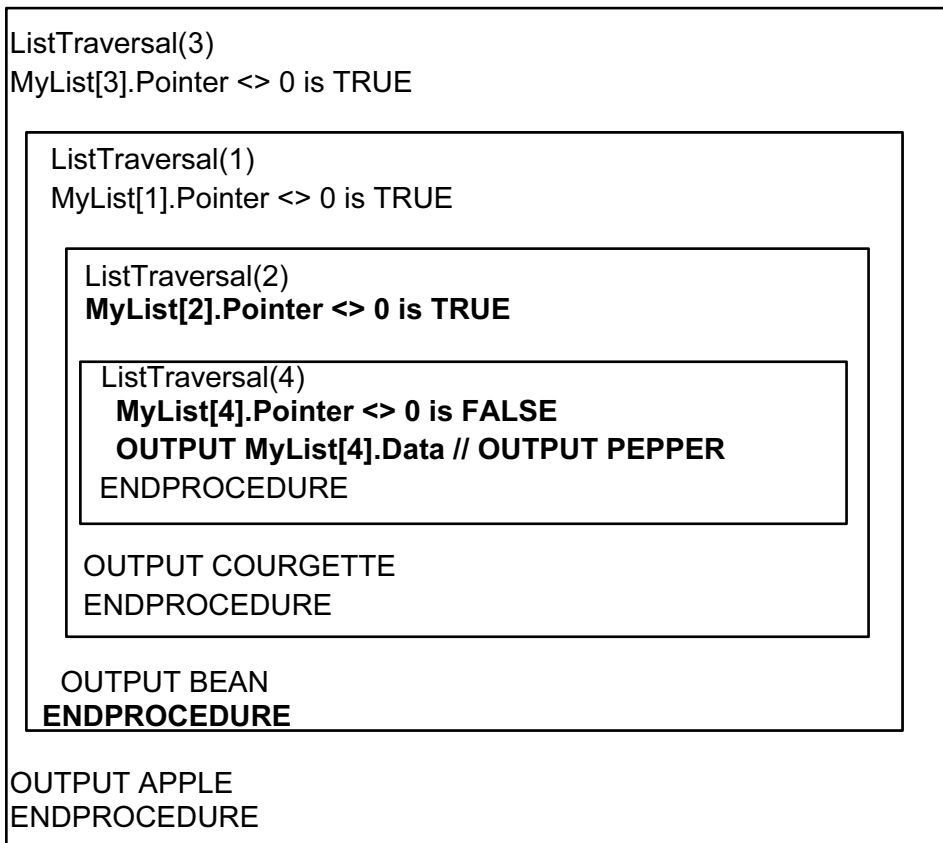 ListTraversal(3)
MyList[3].Pointer <> 0 is TRUE
ListTraversal(1)
MyList[1].Pointer <> 0 is TRUE
ListTraversal(2)
MyList[2].Pointer <> 0 is TRUE
ListTraversal(4)
MyList[4].Pointer <> 0 is FALSE
OUTPUT MyList[4].Data // OUTPUT PEPPER
ENDPROCEDURE
OUTPUT COURGETTE
ENDPROCEDURE
OUTPUT BEAN
ENDPROCEDURE
OUTPUT APPLE
ENDPROCEDURE